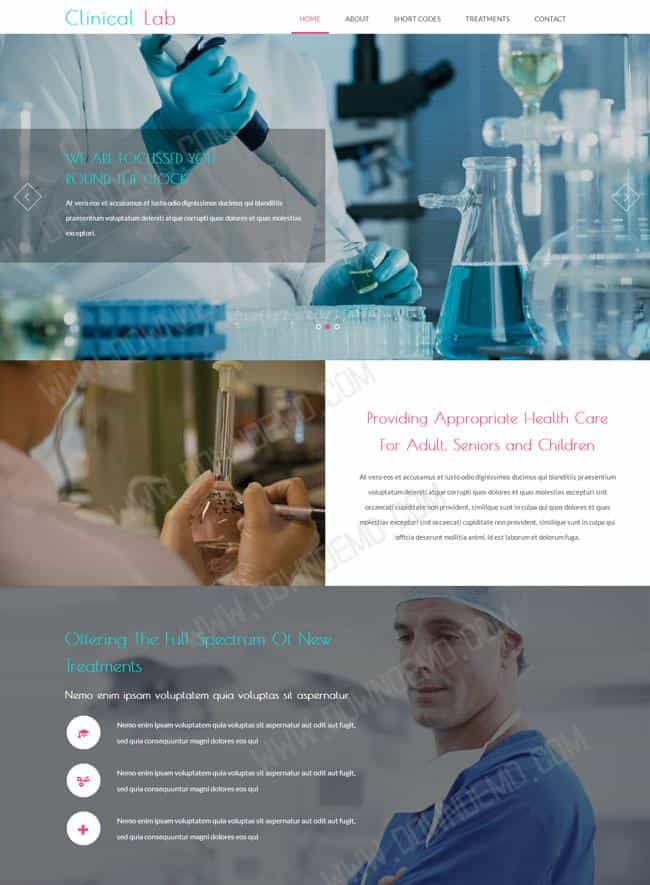 Clinical Lab
HOME ABOUT SHORT CODES TREATMENTS CONTACT
WE ARE FOCUSSED YOU
ROUND THE CLOCK
At vero eos et accusamus et iusto odio dignissimos ducimus qui blanditiis
praesentium voluptatum deleniti atque corrupti quos dolores et quas molestias
excepturi.
Providing Appropriate Health Care
For Adult, Seniors and Children
At vero eos et accusamus et iusto odio dignissimos ducimus qui blanditiis praesentium
voluptatum deleniti atque corrupti quos dolores et quas molestias excepturi sint
occaecati cupiditate non provident, similique sunt in culpa qui quos dolores et quas
molestias excepturi sint occaecati cupiditate non provident, similique sunt in culpa qui
officia deserunt mollitia animi, id est laborum et dolorum fuga.
Offering The Full Spectrum Of New
Treatments
Nemo enim ipsam voluptatem quia voluptas sit aspernatur
Nemo enim ipsam voluptatem quia voluptas sit aspernatur aut odit aut fugit,
sed quia consequuntur magni dolores eos qui
Nemo enim ipsam voluptatem quia voluptas sit aspernatur aut odit aut fugit,
sed quia consequuntur magni dolores eos qui
Nemo enim ipsam voluptatem quia voluptas sit aspernatur aut odit aut fugit,
sed quia consequuntur magni dolores eos qui
WWW.DOWNDEMO.COM